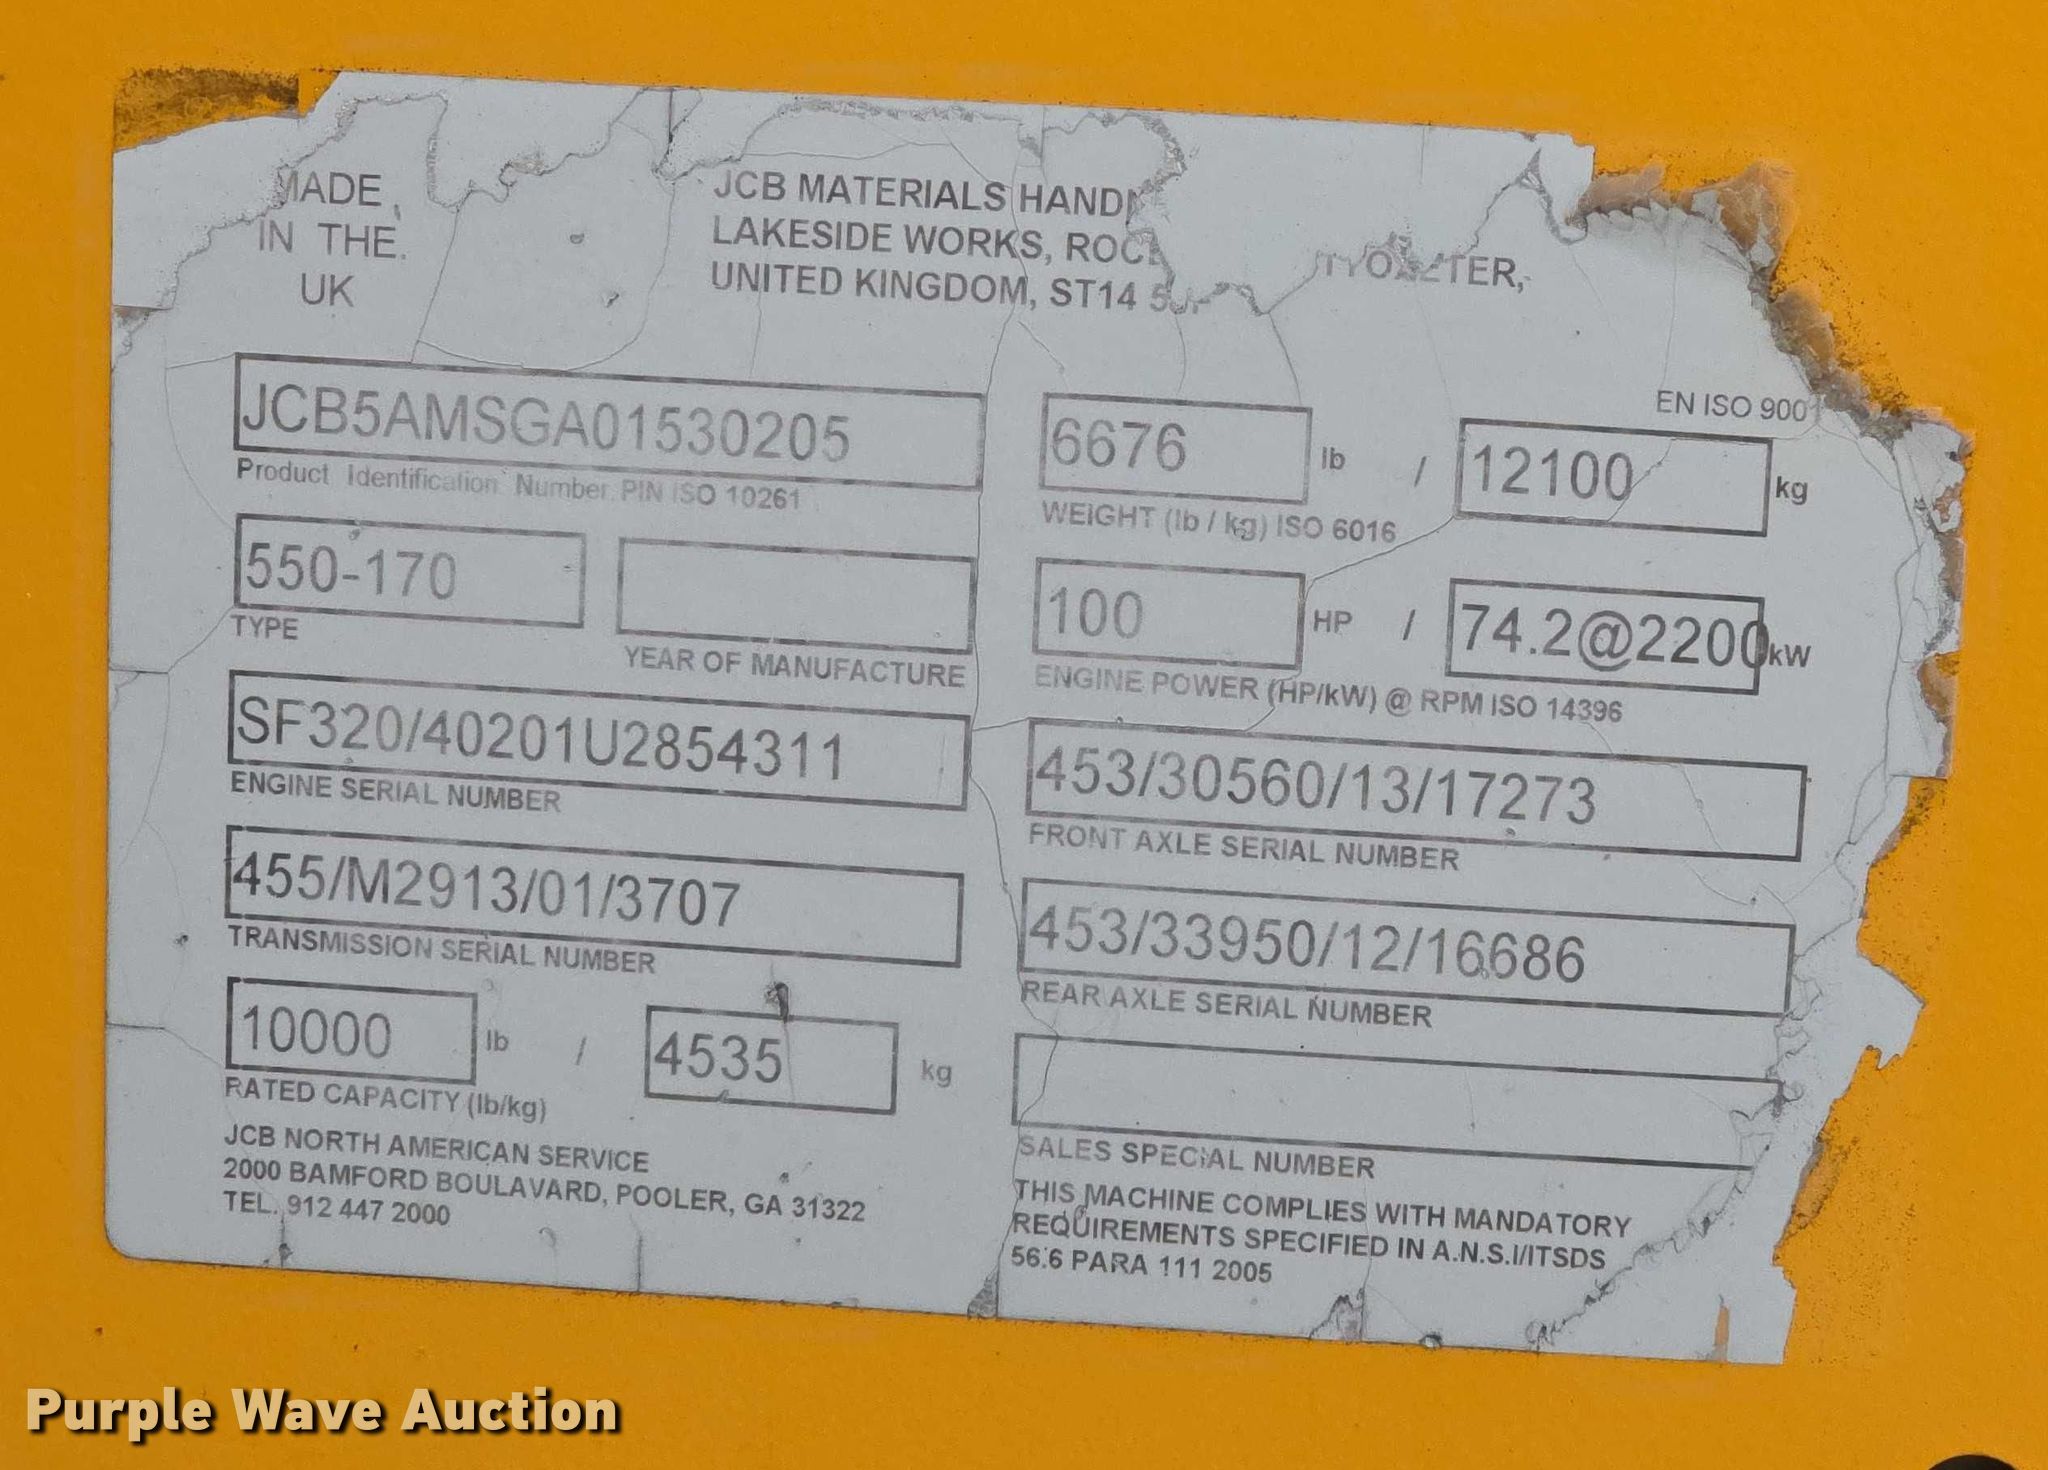 MADE
IN THE
UK
JCB MATERIALS
LAKESIDE WORKS,
UNITED KINGDOM, ST14
EN ISO 9001
JCB5AMSGA01530205
Product Identification Number PIN ISO 10261
6676 lb / 12100 kg
WEIGHT (lb / kg) ISO 6016
550-170
TYPE
YEAR OF MANUFACTURE
100 HP / 74.2@2200 kW
ENGINE POWER (HP/kW) @ RPM ISO 14396
SF320/40201U2854311
ENGINE SERIAL NUMBER
453/30560/13/17273
FRONT AXLE SERIAL NUMBER
455/M2913/01/3707
TRANSMISSION SERIAL NUMBER
453/33950/12/16686
REAR AXLE SERIAL NUMBER
10000 lb / 4535 kg
RATED CAPACITY (lb/kg)
SALES SPECIAL NUMBER
JCB NORTH AMERICAN SERVICE
2000 BAMFORD BOULAVARD, POOLER, GA 31322
TEL. 912 447 2000
THIS MACHINE COMPLIES WITH MANDATORY
REQUIREMENTS SPECIFIED IN A.N.S.I/ITSDS
56.6 PARA 111 2005
Purple Wave Auction